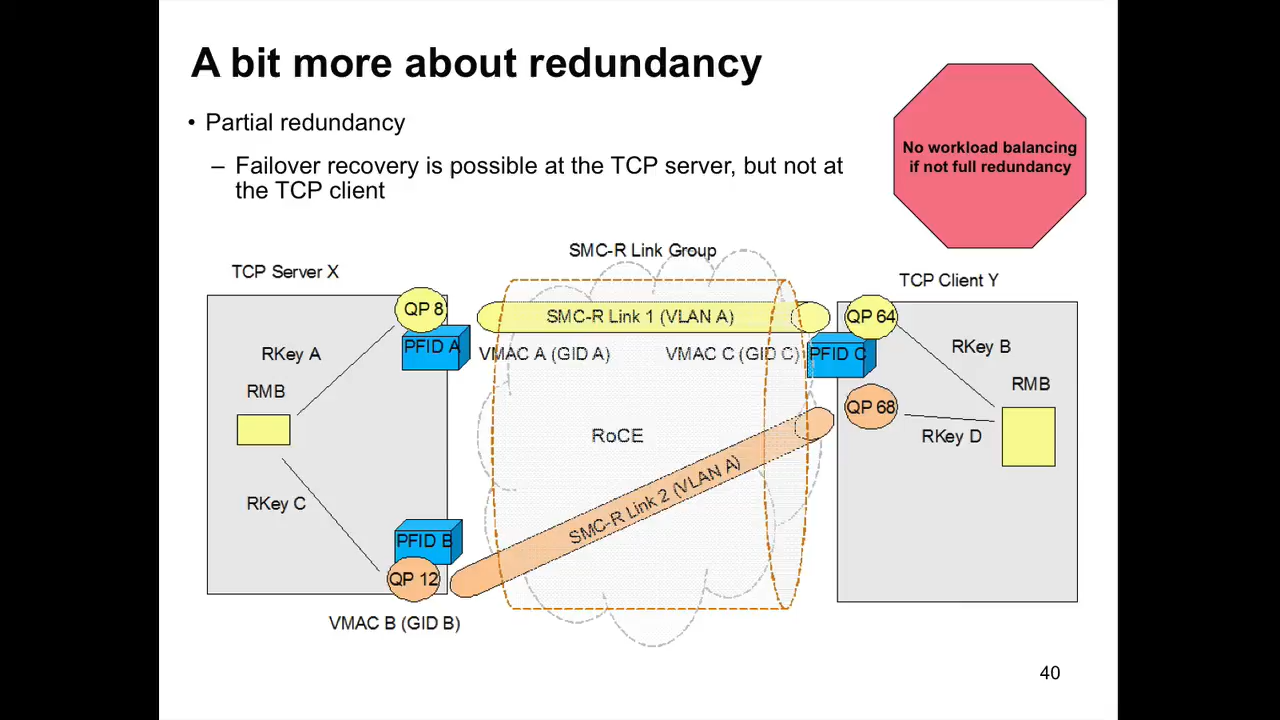 A bit more about redundancy
• Partial redundancy
– Failover recovery is possible at the TCP server, but not at
the TCP client
No workload balancing
if not full redundancy
SMC-R Link Group
TCP Server X
TCP Client Y
QP 8
SMC-R Link 1 (VLAN A)
QP 64
RKey A
PFID A
VMAC A (GID A)
VMAC C (GID C)
PFID C
RKey B
RMB
RMB
QP 68
RoCE
RKey D
SMC-R Link 2 (VLAN A)
RKey C
PFID B
QP 12
VMAC B (GID B)
40